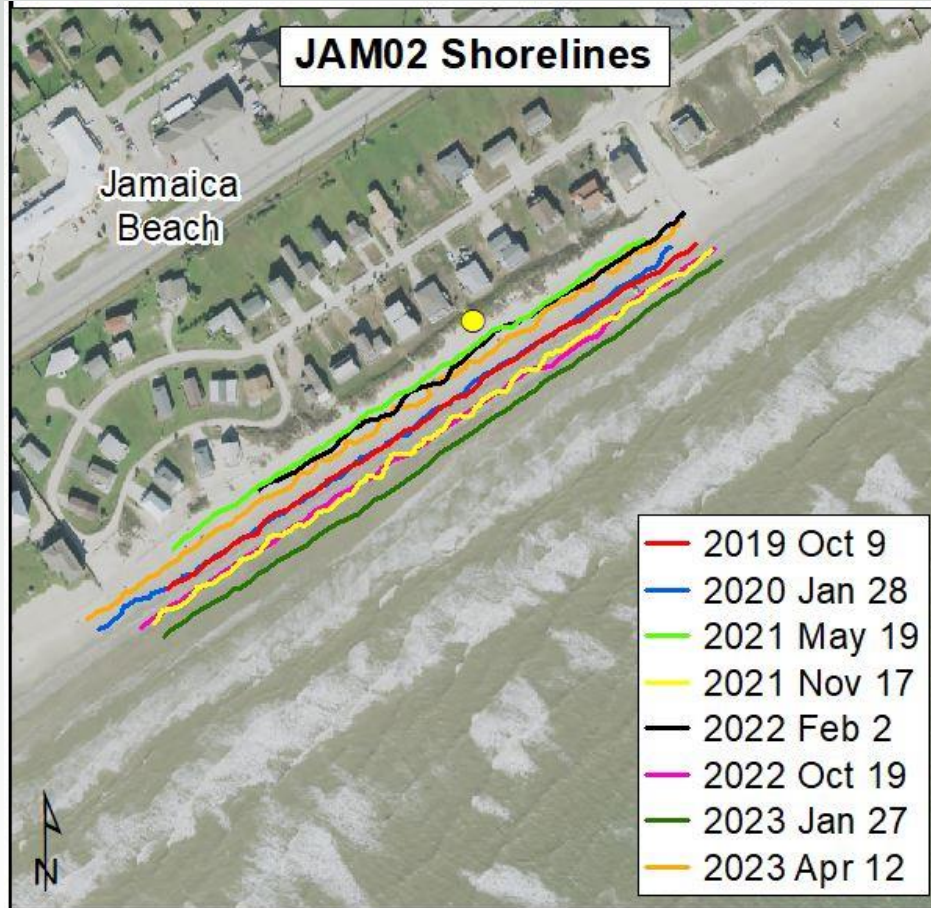 JAM02 Shorelines
Jamaica
Beach
2019 Oct 9
2020 Jan 28
2021 May 19
2021 Nov 17
2022 Feb 2
2022 Oct 19
2023 Jan 27
2023 Apr 12
N